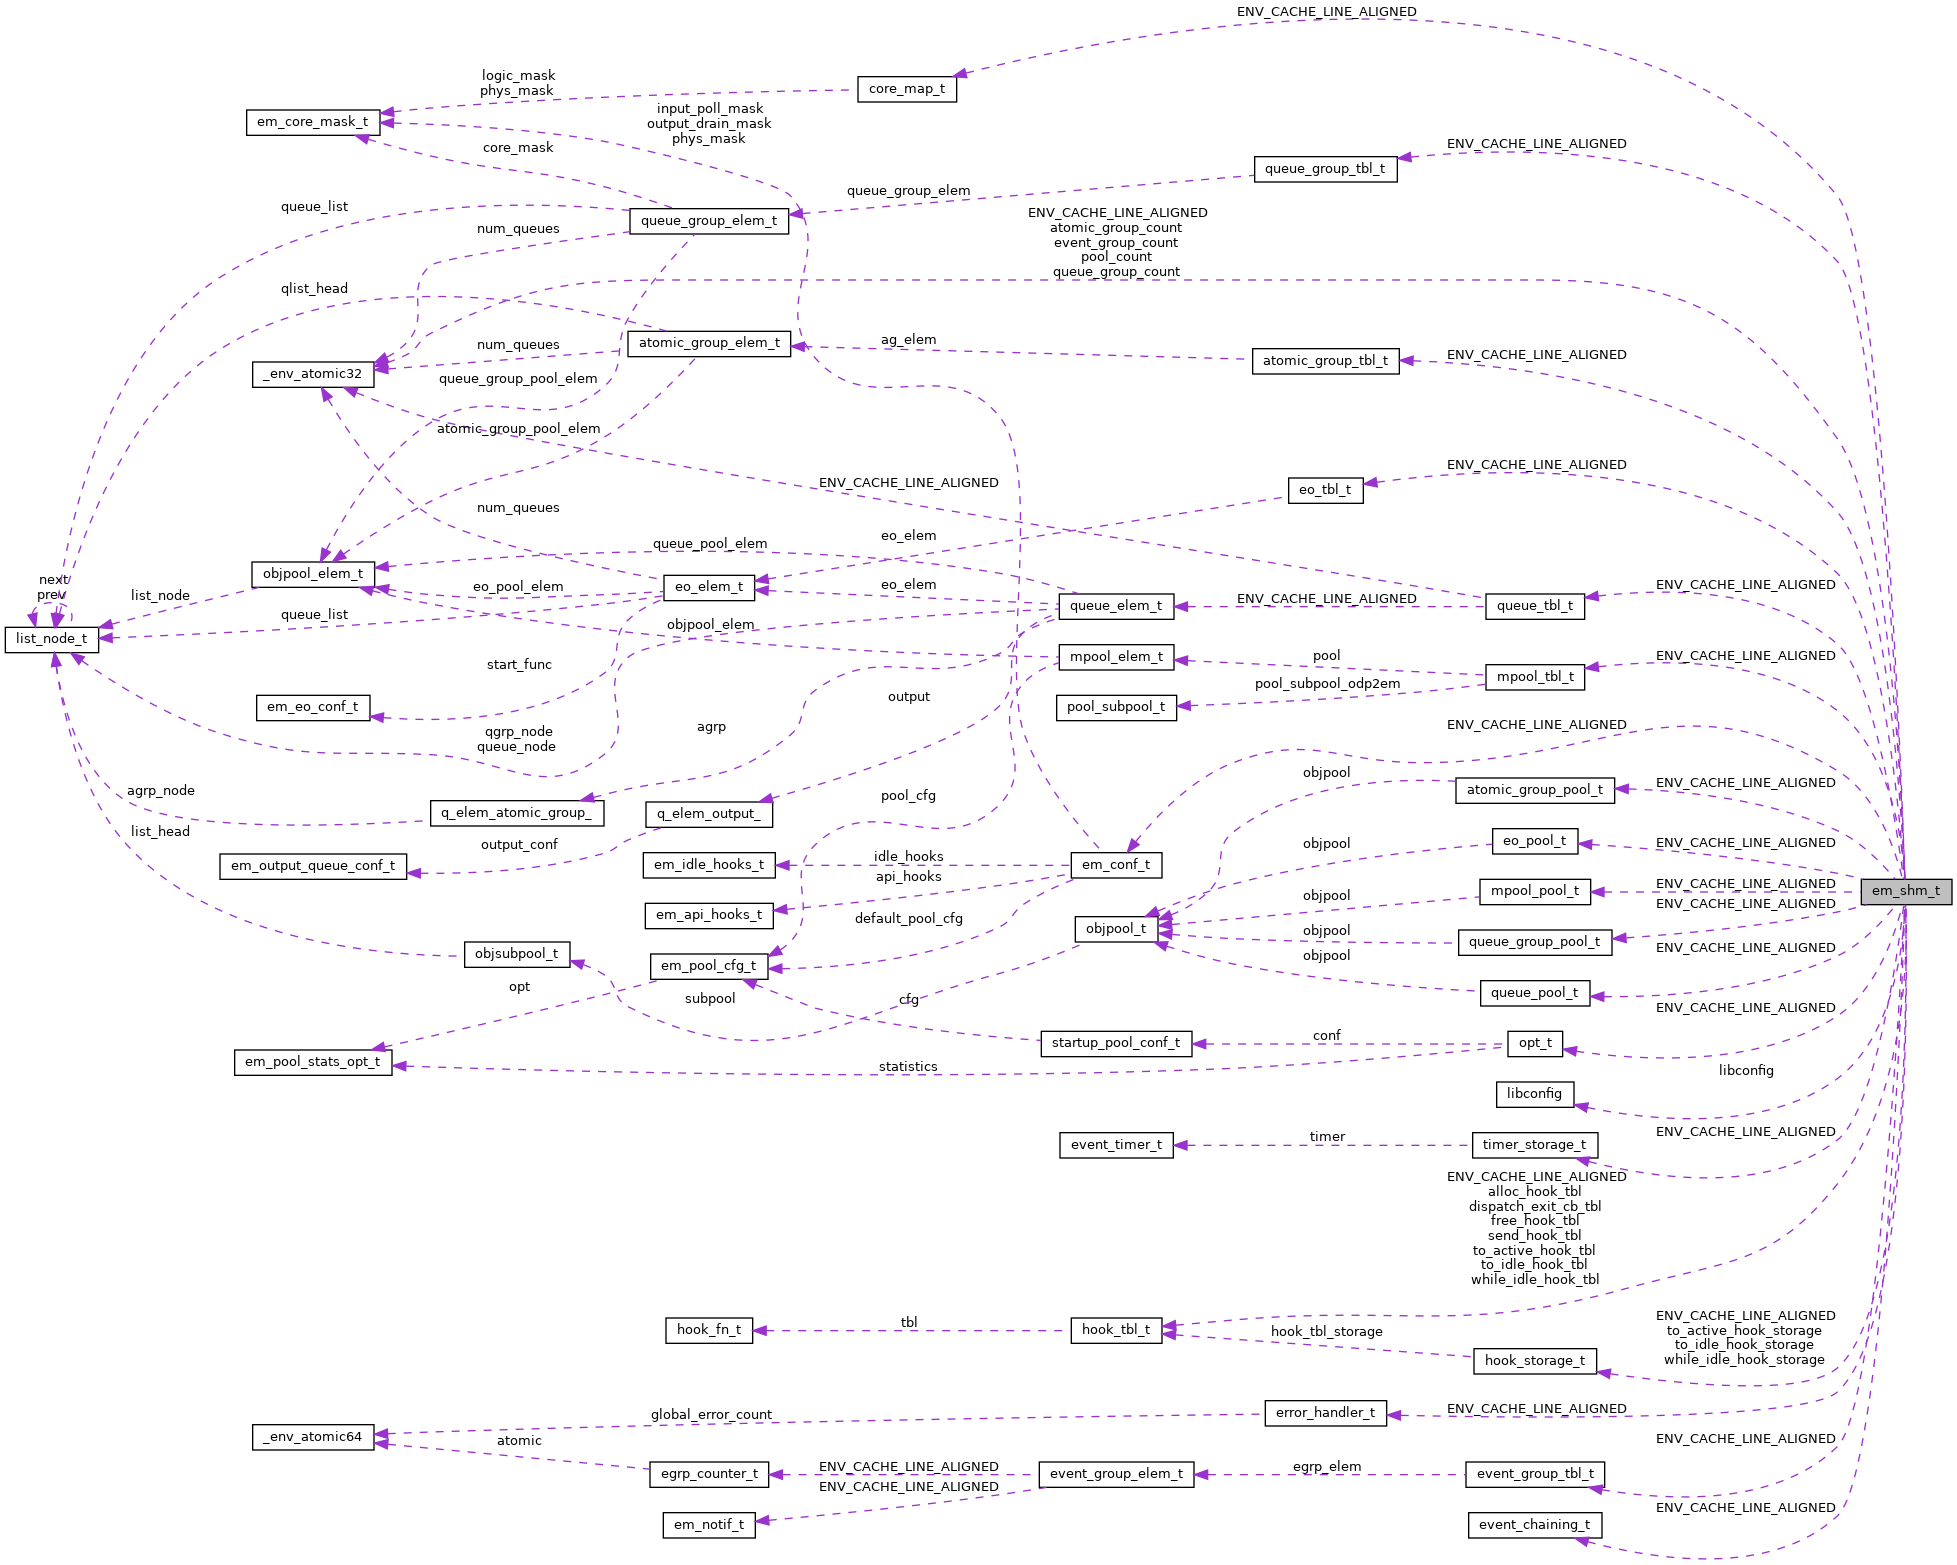 ENV_CACHE_LINE_ALIGNED
logic_mask
phys_mask
core_map_t
em_core_mask_t
input_poll_mask
output_drain_mask
phys_mask
core_mask
ENV_CACHE_LINE_ALIGNED
queue_group_tbl_t
queue_group_elem
queue_list
queue_group_elem_t
num_queues
ENV_CACHE_LINE_ALIGNED
atomic_group_count
event_group_count
pool_count
queue_group_count
qlist_head
atomic_group_elem_t
num_queues
ag_elem
atomic_group_tbl_t
ENV_CACHE_LINE_ALIGNED
_env_atomic32
queue_group_pool_elem
atomic_group_pool_elem
ENV_CACHE_LINE_ALIGNED
ENV_CACHE_LINE_ALIGNED
eo_tbl_t
num_queues
eo_elem
queue_pool_elem
objpool_elem_t
next
prev
list_node
eo_pool_elem
eo_elem_t
eo_elem
ENV_CACHE_LINE_ALIGNED
queue_elem_t
ENV_CACHE_LINE_ALIGNED
queue_tbl_t
queue_list
objpool_elem
list_node_t
start_func
mpool_elem_t
pool
ENV_CACHE_LINE_ALIGNED
mpool_tbl_t
pool_subpool_odp2em
pool_subpool_t
em_eo_conf_t
output
agrp
qgrp_node
queue_node
ENV_CACHE_LINE_ALIGNED
objpool
ENV_CACHE_LINE_ALIGNED
atomic_group_pool_t
agrp_node
pool_cfg
q_elem_atomic_group_
q_elem_output_
list_head
output_conf
objpool
eo_pool_t
ENV_CACHE_LINE_ALIGNED
em_output_queue_conf_t
em_idle_hooks_t
idle_hooks
api_hooks
em_conf_t
ENV_CACHE_LINE_ALIGNED
em_shm_t
mpool_pool_t
objpool
ENV_CACHE_LINE_ALIGNED
em_api_hooks_t
default_pool_cfg
objpool_t
objpool
queue_group_pool_t
objsubpool_t
em_pool_cfg_t
objpool
ENV_CACHE_LINE_ALIGNED
opt
subpool
cfg
queue_pool_t
ENV_CACHE_LINE_ALIGNED
startup_pool_conf_t
conf
opt_t
em_pool_stats_opt_t
statistics
libconfig
libconfig
event_timer_t
timer
timer_storage_t
ENV_CACHE_LINE_ALIGNED
ENV_CACHE_LINE_ALIGNED
alloc_hook_tbl
dispatch_exit_cb_tbl
free_hook_tbl
send_hook_tbl
to_active_hook_tbl
to_idle_hook_tbl
while_idle_hook_tbl
hook_fn_t
tbl
hook_tbl_t
hook_tbl_storage
hook_storage_t
ENV_CACHE_LINE_ALIGNED
to_active_hook_storage
to_idle_hook_storage
while_idle_hook_storage
global_error_count
error_handler_t
ENV_CACHE_LINE_ALIGNED
_env_atomic64
atomic
egrp_counter_t
ENV_CACHE_LINE_ALIGNED
ENV_CACHE_LINE_ALIGNED
event_group_elem_t
egrp_elem
event_group_tbl_t
ENV_CACHE_LINE_ALIGNED
em_notif_t
event_chaining_t
ENV_CACHE_LINE_ALIGNED